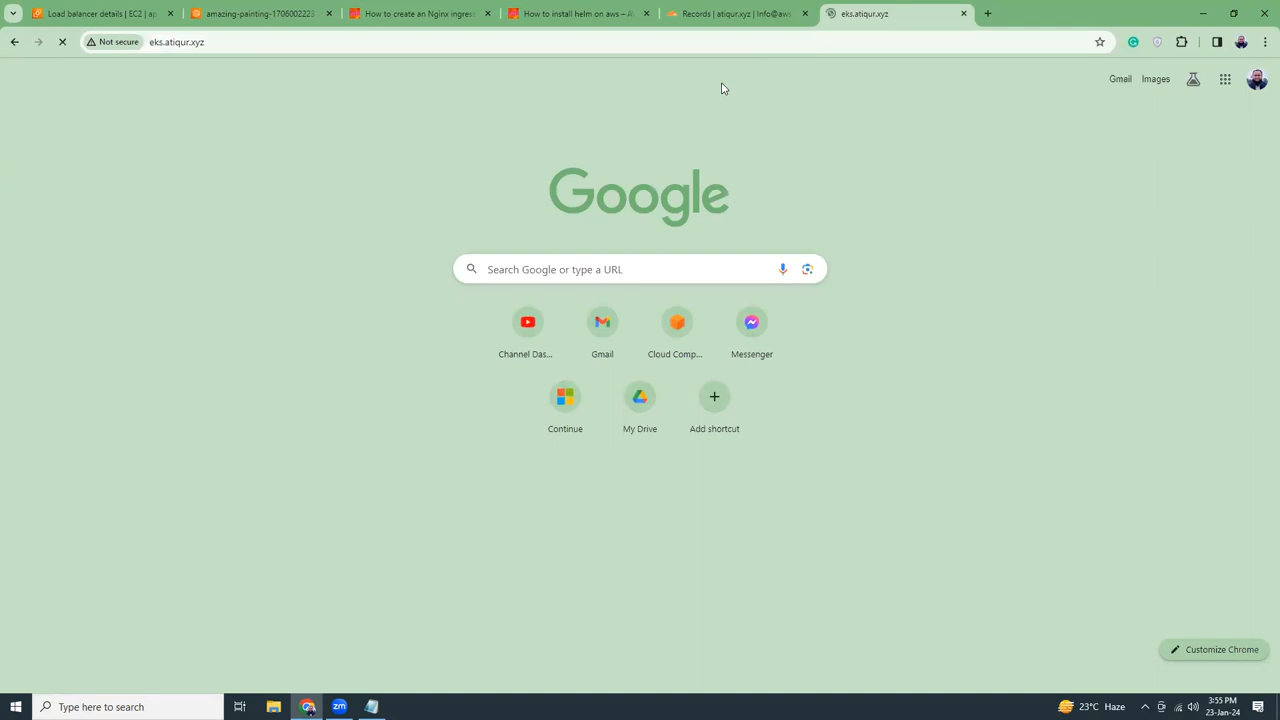 Load balancer details | EC2 | ap
amazing-painting-1706002223
How to create an Nginx ingress
How to install helm on aws – A
Records | atiqur.xyz | Info@aws
eks.atiqur.xyz
Not secure
eks.atiqur.xyz
Gmail
Images
Google
Search Google or type a URL
Channel Das...
Gmail
Cloud Comp...
Messenger
Continue
My Drive
Add shortcut
Customize Chrome
Type here to search
zm
23°C Haze
3:55 PM
23-Jan-24